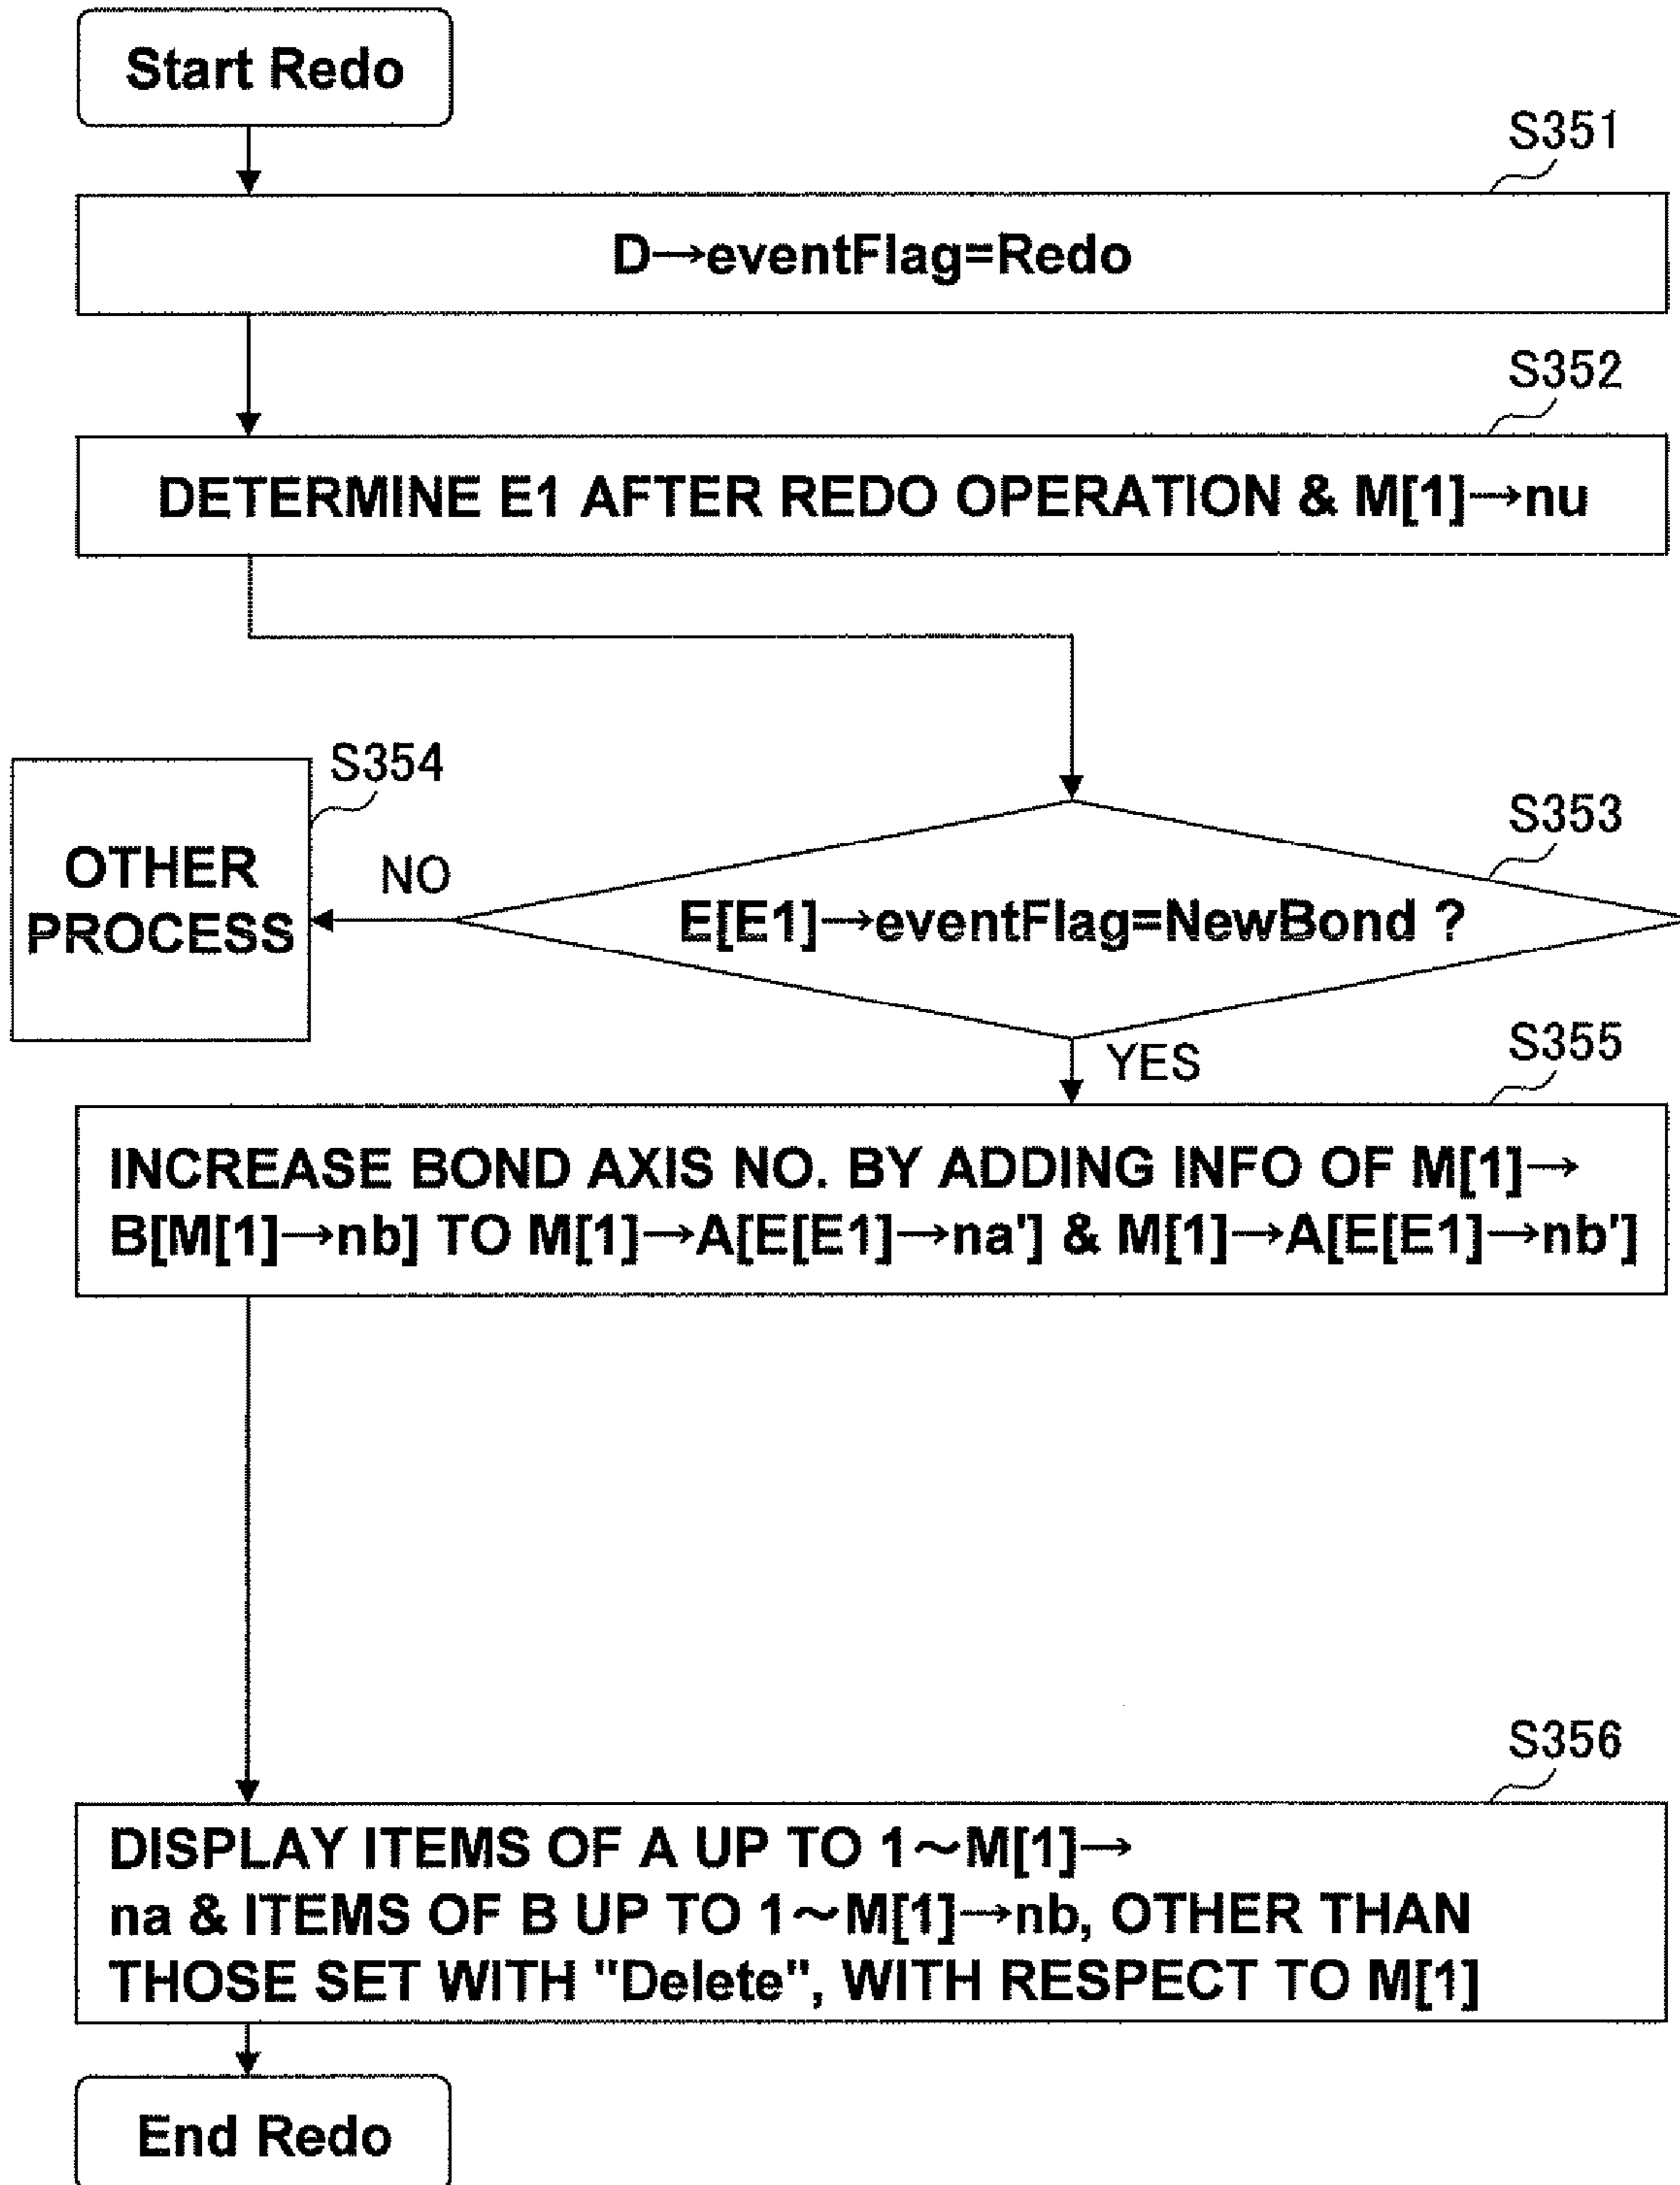 Start Redo
S351
D→eventFlag=Redo
S352
DETERMINE E1 AFTER REDO OPERATION & M[1]→nu
S354
S353
OTHER
PROCESS
NO
E[E1]→eventFlag=NewBond ?
YES
S355
INCREASE BOND AXIS NO. BY ADDING INFO OF M[1]→
B[M[1]→nb] TO M[1]→A[E[E1]→na'] & M[1]→A[E[E1]→nb']
S356
DISPLAY ITEMS OF A UP TO 1～M[1]→
na & ITEMS OF B UP TO 1～M[1]→nb, OTHER THAN
THOSE SET WITH "Delete", WITH RESPECT TO M[1]
End Redo